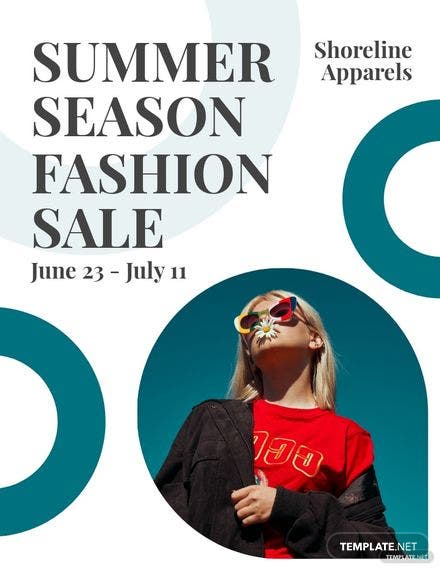 SUMMER
SEASON
FASHION
SALE
June 23 - July 11
Shoreline
Apparels
TEMPLATE.NET